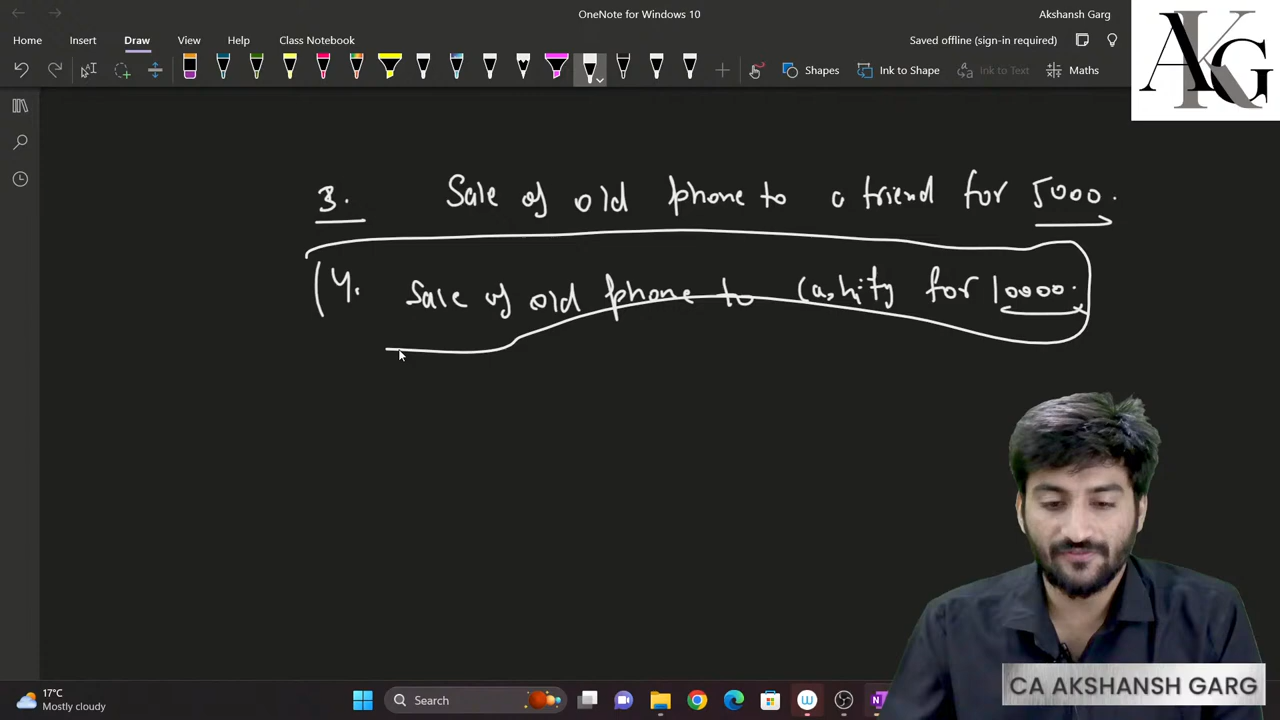 OneNote for Windows 10
Akshansh Garg
Home Insert Draw View Help Class Notebook
Saved offline (sign-in required)
Shapes Ink to Shape Ink to Text Maths
AKG
3. Sale of old phone to a friend for 5000.
4. Sale of old phone to Cashify for 10000.
CA AKSHANSH GARG
17°C
Mostly cloudy
Search